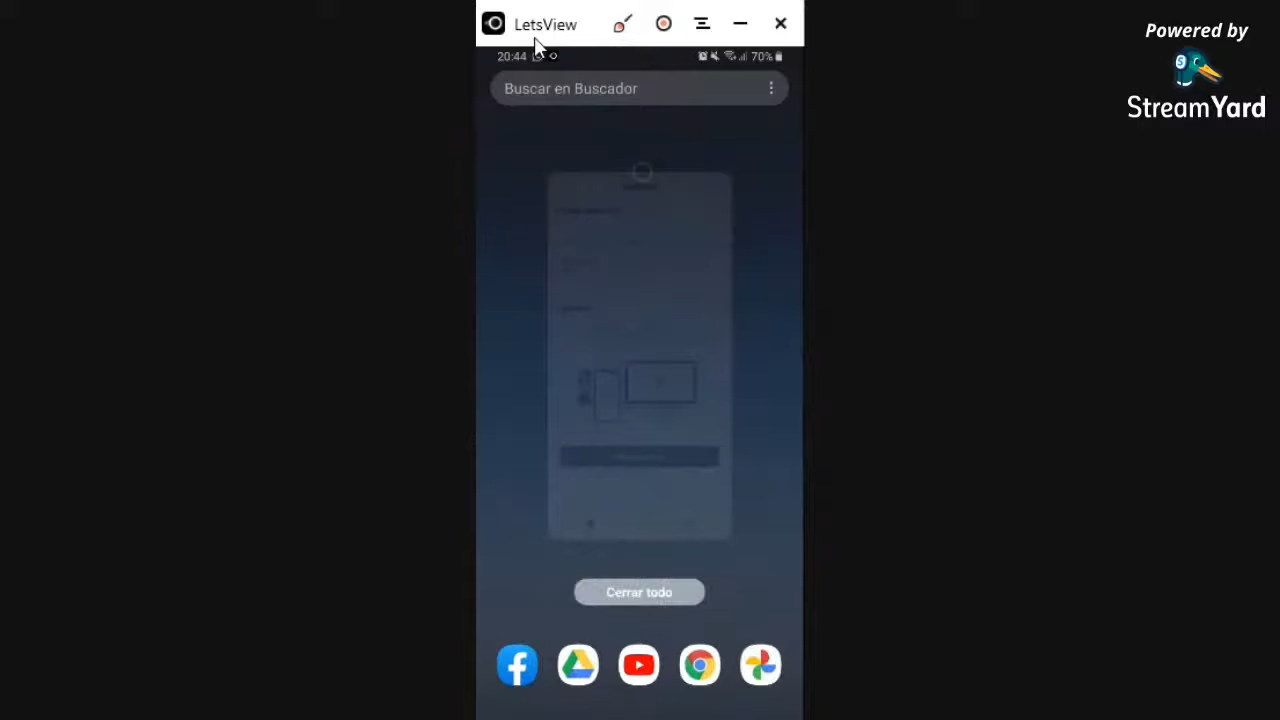 LetsView
Powered by
StreamYard
20:44
70%
Buscar en Buscador
Cerrar todo